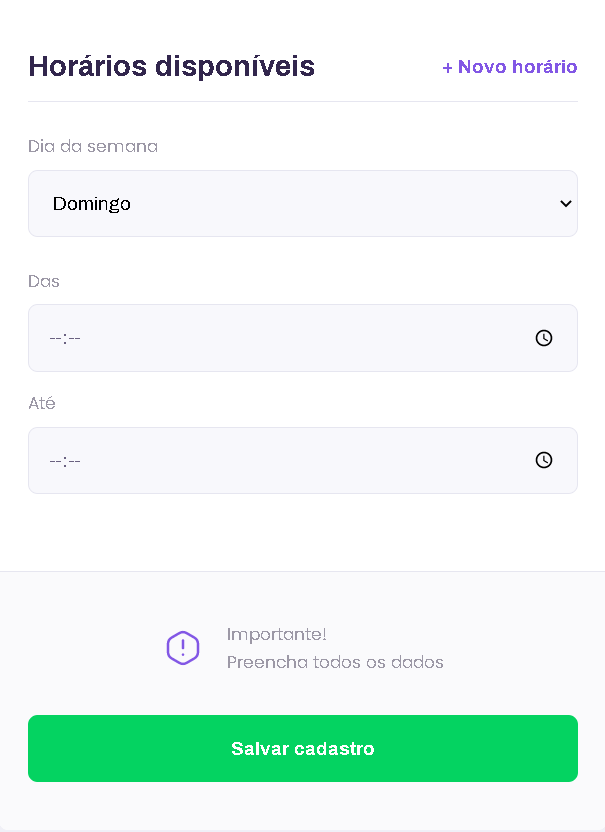 Horários disponíveis
+ Novo horário
Dia da semana
Domingo
Das
--:--
Até
--:--
Importante!
Preencha todos os dados
Salvar cadastro